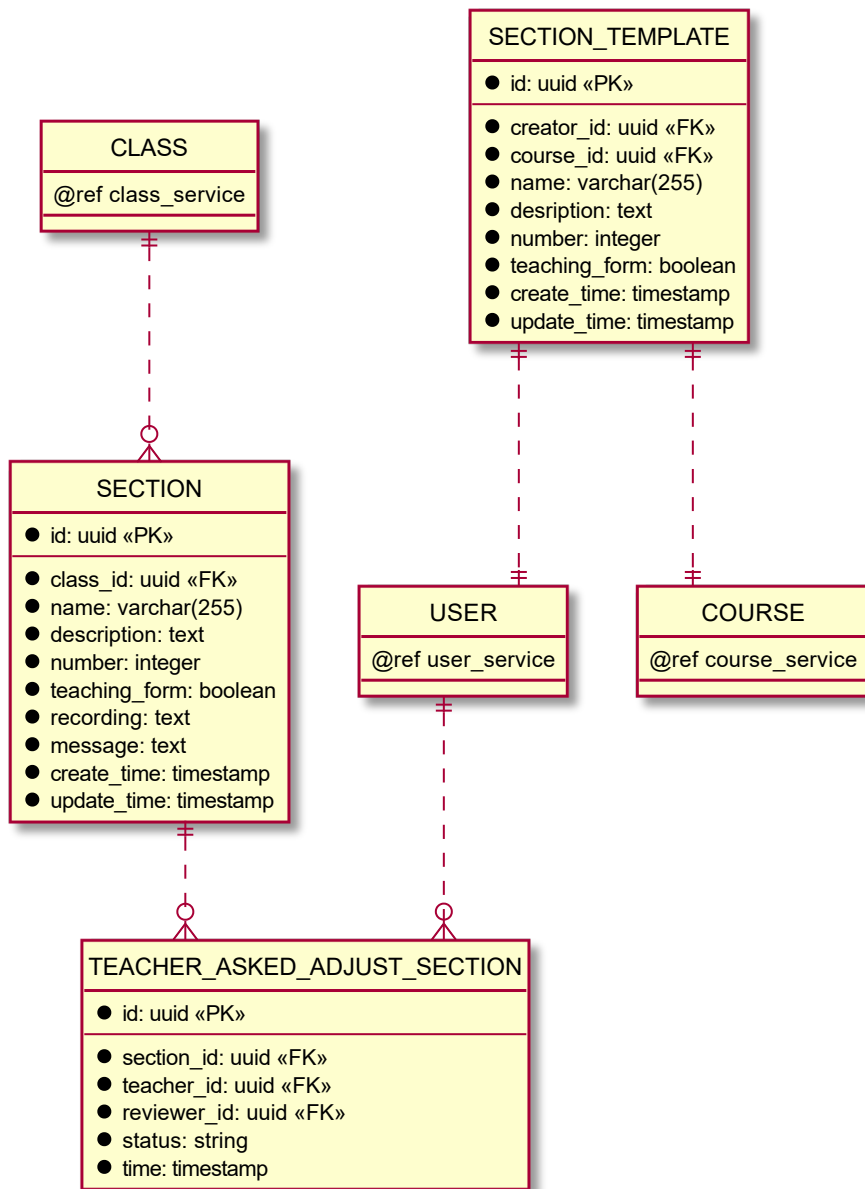 SECTION_TEMPLATE
id: uuid «PK»
creator_id: uuid «FK»
course_id: uuid «FK»
name: varchar(255)
desription: text
number: integer
teaching_form: boolean
create_time: timestamp
update_time: timestamp
CLASS
@ref class_service
SECTION
id: uuid «PK»
class_id: uuid «FK»
name: varchar(255)
description: text
number: integer
teaching_form: boolean
recording: text
message: text
create_time: timestamp
update_time: timestamp
USER
@ref user_service
COURSE
@ref course_service
TEACHER_ASKED_ADJUST_SECTION
id: uuid «PK»
section_id: uuid «FK»
teacher_id: uuid «FK»
reviewer_id: uuid «FK»
status: string
time: timestamp